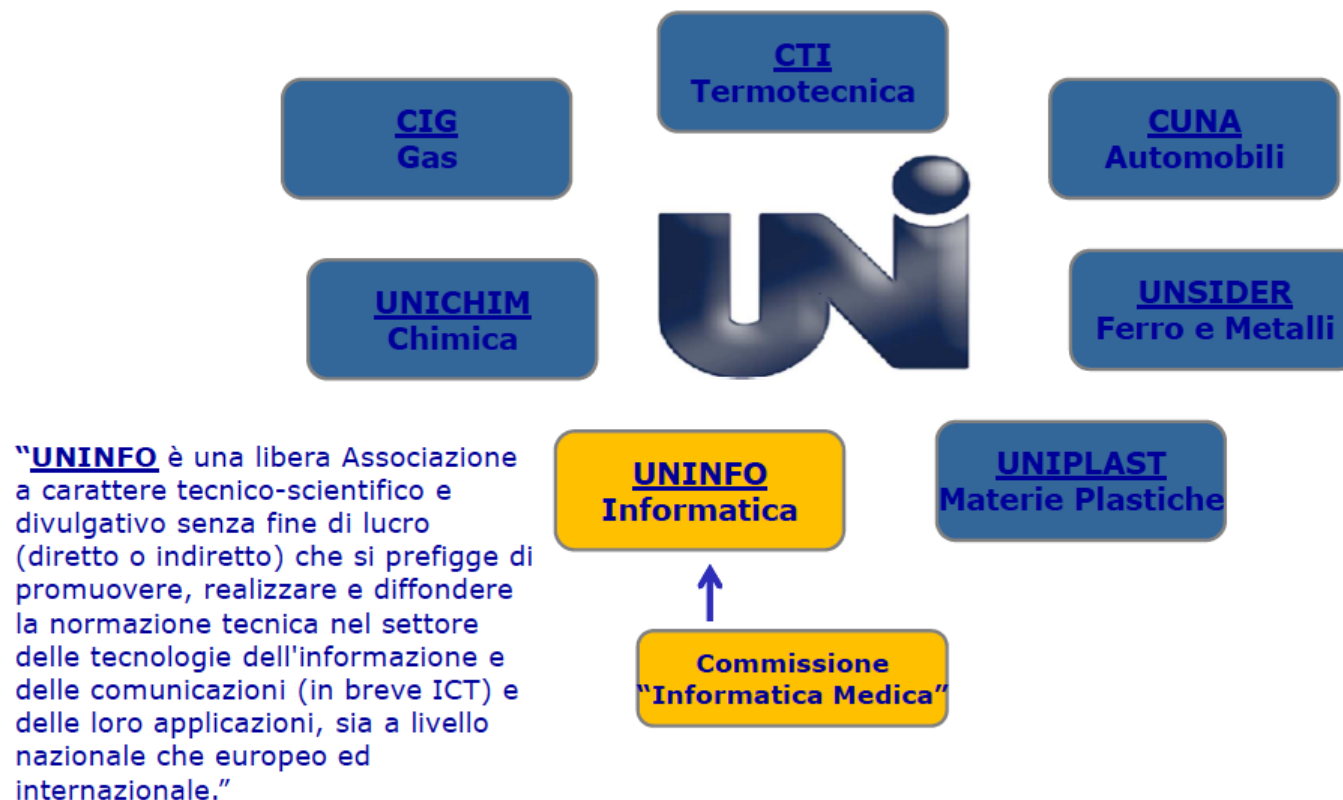 CTI
Termotecnica
CIG
Gas
CUNA
Automobili
UNI
UNICHIM
Chimica
UNSIDER
Ferro e Metalli
“UNINFO è una libera Associazione
a carattere tecnico-scientifico e
divulgativo senza fine di lucro
(diretto o indiretto) che si prefigge di
promuovere, realizzare e diffondere
la normazione tecnica nel settore
delle tecnologie dell'informazione e
delle comunicazioni (in breve ICT) e
delle loro applicazioni, sia a livello
nazionale che europeo ed
internazionale.”
UNINFO
Informatica
UNIPLAST
Materie Plastiche
Commissione
“Informatica Medica”